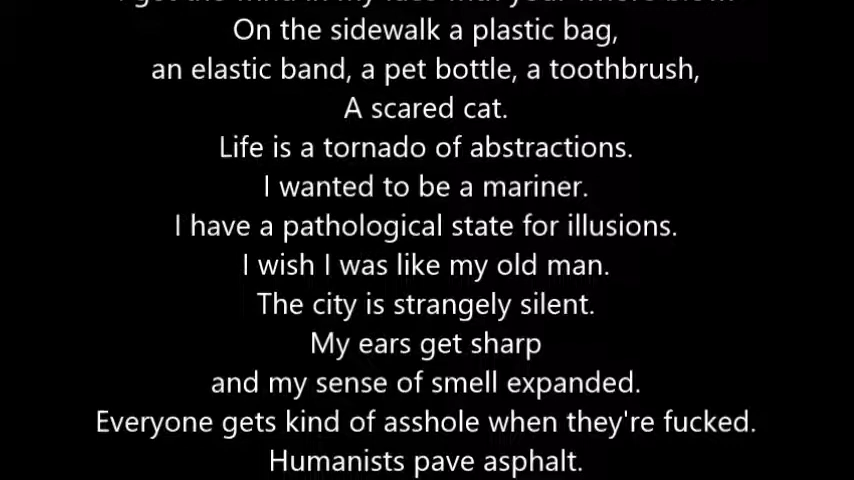 On the sidewalk a plastic bag,
an elastic band, a pet bottle, a toothbrush,
A scared cat.
Life is a tornado of abstractions.
I wanted to be a mariner.
I have a pathological state for illusions.
I wish I was like my old man.
The city is strangely silent.
My ears get sharp
and my sense of smell expanded.
Everyone gets kind of asshole when they're fucked.
Humanists pave asphalt.